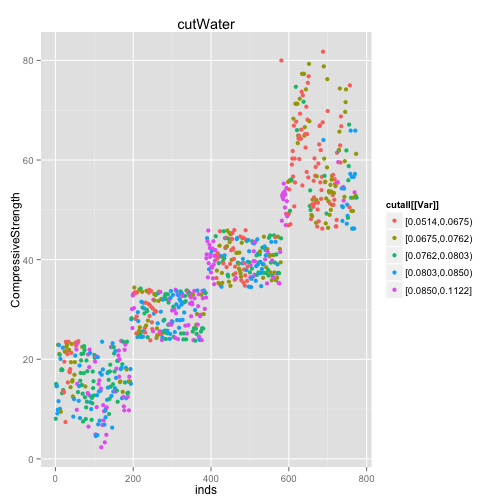 cutWater
80
60
40
20
0
CompressiveStrength
0 200 400 600 800
inds
cutall[[Var]]
[0.0514,0.0675)
[0.0675,0.0762)
[0.0762,0.0803)
[0.0803,0.0850)
[0.0850,0.1122]